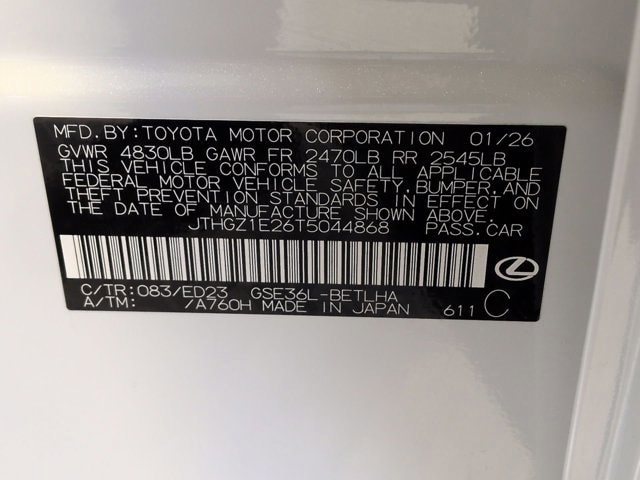 MFD. BY: TOYOTA MOTOR CORPORATION 01/26
GVWR 4830LB GAWR FR 2470LB RR 2545LB
THIS VEHICLE CONFORMS TO ALL APPLICABLE
FEDERAL MOTOR VEHICLE SAFETY, BUMPER, AND
THEFT PREVENTION STANDARDS IN EFFECT ON
THE DATE OF MANUFACTURE SHOWN ABOVE.
JTHGZ1E26T5044868 PASS. CAR
C/TR: 083/ED23 GSE36L-BETLHA
A/TM: /A760H MADE IN JAPAN 611 C